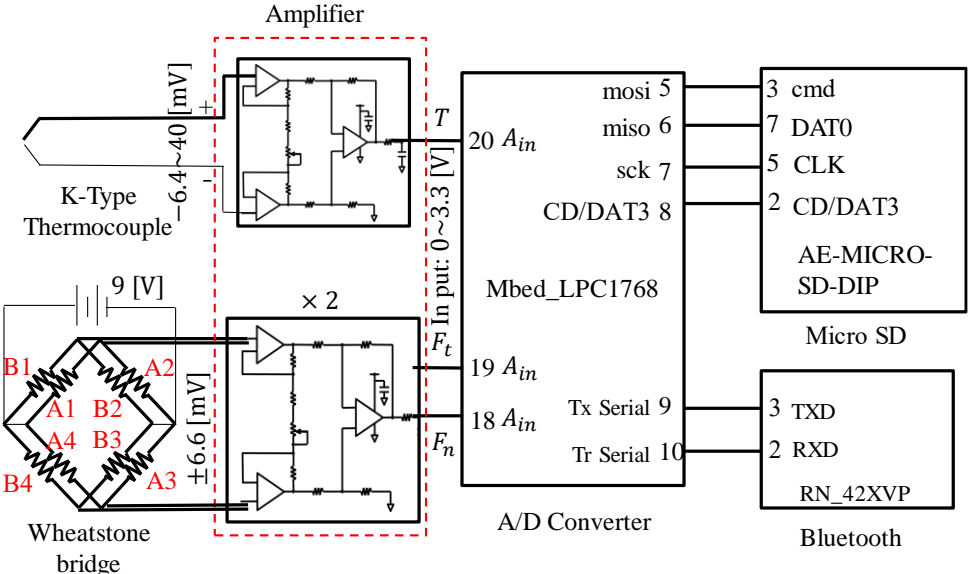 Amplifier
−6.4~40 [mV]
+
-
K-Type
Thermocouple
T
In put: 0~3.3 [V]
20 A_in
mosi 5
miso 6
sck 7
CD/DAT3 8
3 cmd
7 DAT0
5 CLK
2 CD/DAT3
AE-MICRO-
SD-DIP
Micro SD
Mbed_LPC1768
9 [V]
× 2
B1
A2
A1 B2
A4 B3
B4
A3
±6.6 [mV]
Wheatstone
bridge
F_t
19 A_in
18 A_in
F_n
Tx Serial 9
Tr Serial 10
A/D Converter
3 TXD
2 RXD
RN_42XVP
Bluetooth